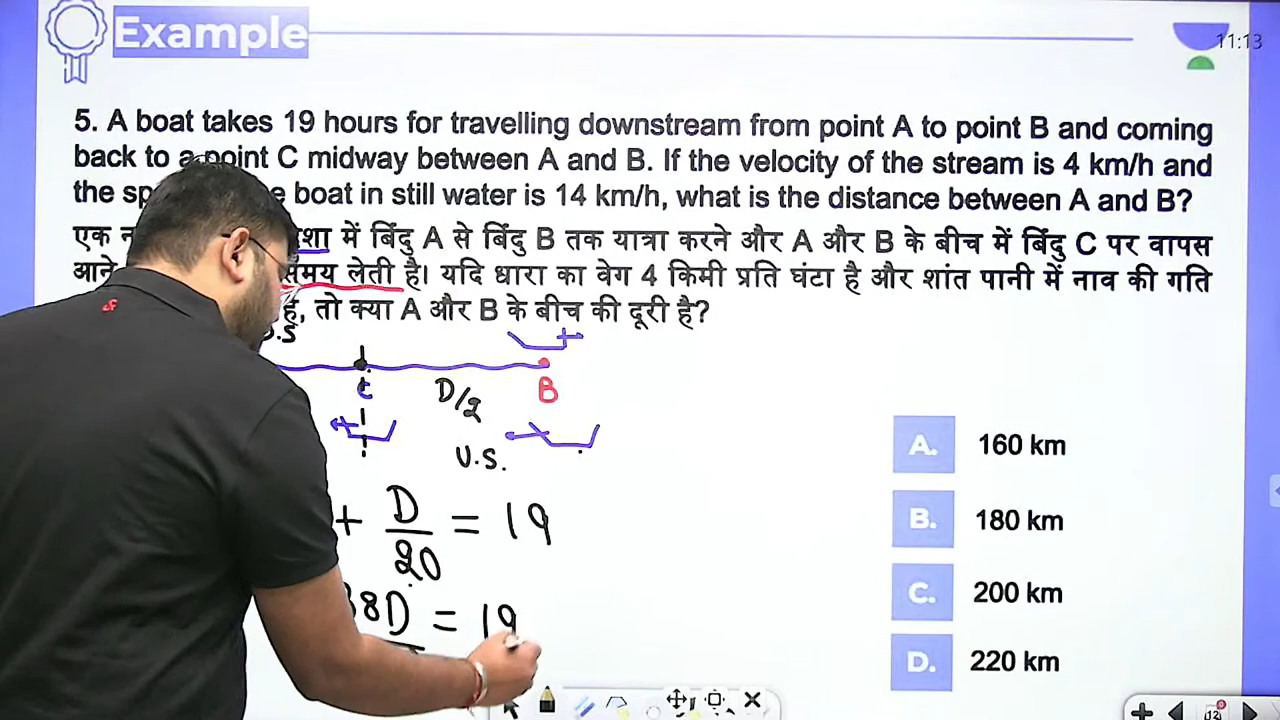 Example
11:13
5. A boat takes 19 hours for travelling downstream from point A to point B and coming
back to a point C midway between A and B. If the velocity of the stream is 4 km/h and
the boat in still water is 14 km/h, what is the distance between A and B?
एक में बिंदु A से बिंदु B तक यात्रा करने और A और B के बीच में बिंदु C पर वापस
आने समय लेती है। यदि धारा का वेग 4 किमी प्रति घंटा है और शांत पानी में नाव की गति
है, तो क्या A और B के बीच की दूरी है?
C
D/2
B
U.S.
+ D/20 = 19
38D = 19
A. 160 km
B. 180 km
C. 200 km
D. 220 km